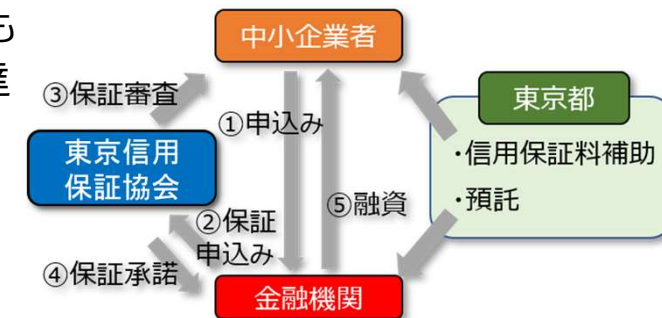 も
達
中小企業者
③保証審査
東京都
①申込み
東京信用
保証協会
・信用保証料補助
・預託
⑤融資
②保証
申込み
④保証承諾
金融機関